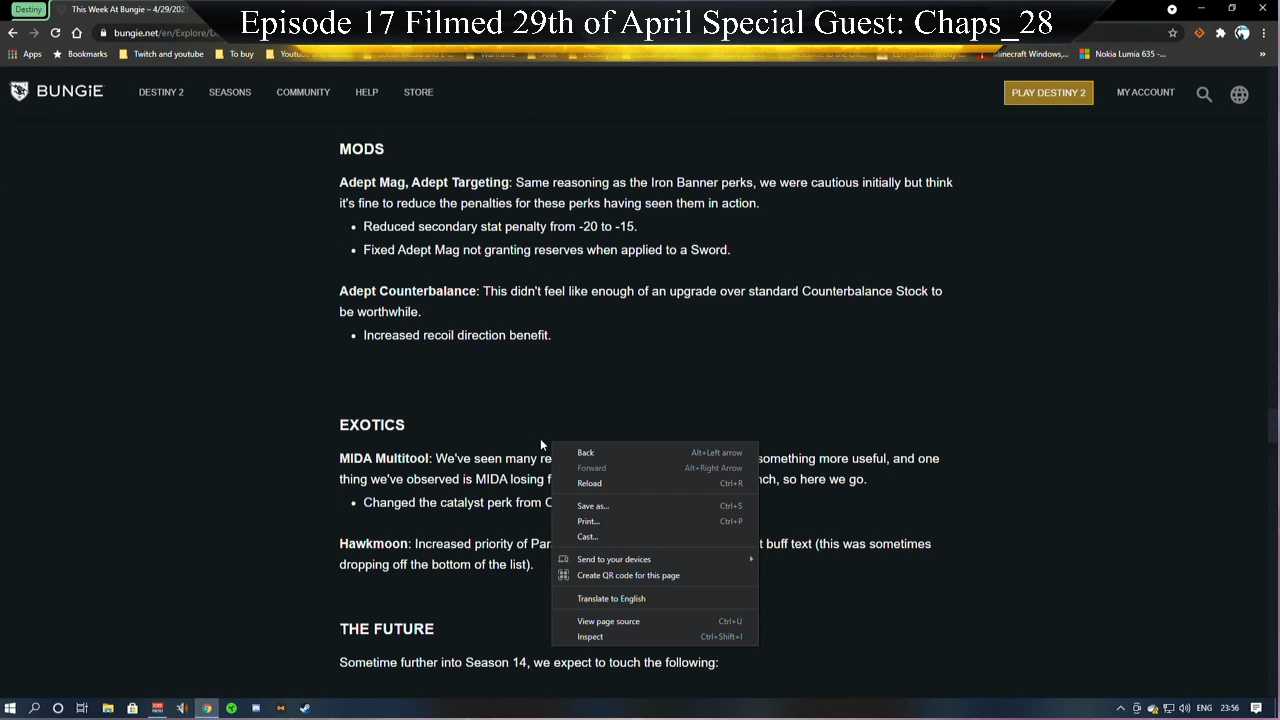 Episode 17 Filmed 29th of April Special Guest: Chaps_28
Destiny
This Week At Bungie – 4/29/202
bungie.net/en/Explore/D
Apps
Bookmarks
Twitch and youtube
To buy
Minecraft Windows,...
Nokia Lumia 635 -...
BUNGIE
DESTINY 2
SEASONS
COMMUNITY
HELP
STORE
PLAY DESTINY 2
MY ACCOUNT
MODS
Adept Mag, Adept Targeting: Same reasoning as the Iron Banner perks, we were cautious initially but think
it's fine to reduce the penalties for these perks having seen them in action.
• Reduced secondary stat penalty from -20 to -15.
• Fixed Adept Mag not granting reserves when applied to a Sword.
Adept Counterbalance: This didn't feel like enough of an upgrade over standard Counterbalance Stock to
be worthwhile.
• Increased recoil direction benefit.
EXOTICS
MIDA Multitool: We've seen many re
something more useful, and one
thing we've observed is MIDA losing f
nch, so here we go.
• Changed the catalyst perk from
Hawkmoon: Increased priority of Par
t buff text (this was sometimes
dropping off the bottom of the list).
Back Alt+Left arrow
Forward Alt+Right Arrow
Reload Ctrl+R
Save as... Ctrl+S
Print... Ctrl+P
Cast...
Send to your devices
Create QR code for this page
Translate to English
View page source Ctrl+U
Inspect Ctrl+Shift+I
THE FUTURE
Sometime further into Season 14, we expect to touch the following:
ENG
23:56